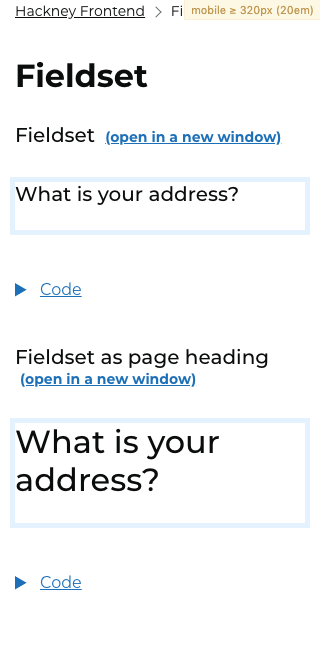 Hackney Frontend > Fi mobile ≥ 320px (20em)
Fieldset
Fieldset (open in a new window)
What is your address?
Code
Fieldset as page heading
(open in a new window)
What is your
address?
Code